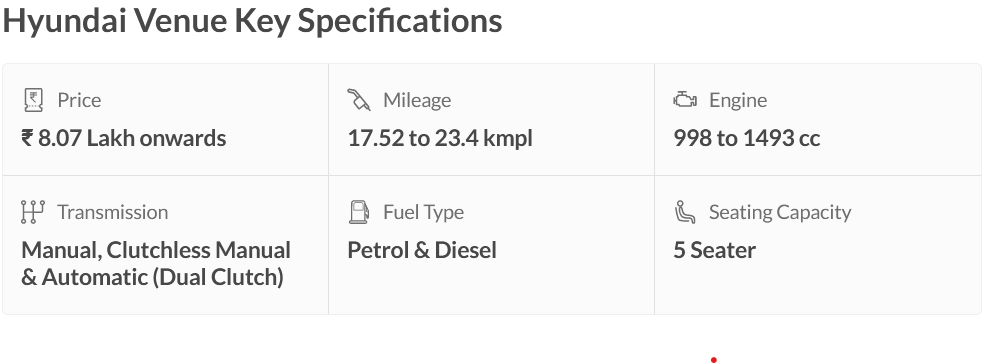 Hyundai Venue Key Specifications
Price
₹ 8.07 Lakh onwards
Mileage
17.52 to 23.4 kmpl
Engine
998 to 1493 cc
Transmission
Manual, Clutchless Manual
& Automatic (Dual Clutch)
Fuel Type
Petrol & Diesel
Seating Capacity
5 Seater